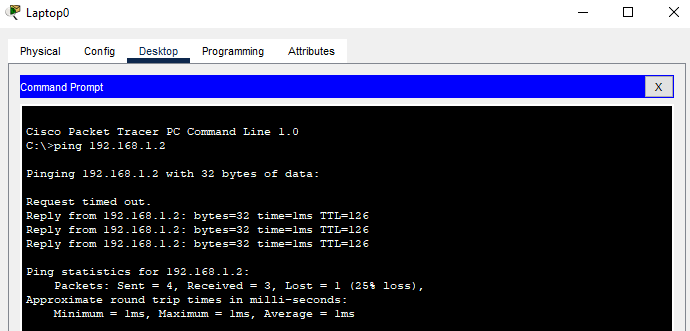 Laptop0
Physical Config Desktop Programming Attributes
Command Prompt X
Cisco Packet Tracer PC Command Line 1.0
C:\>ping 192.168.1.2
Pinging 192.168.1.2 with 32 bytes of data:
Request timed out.
Reply from 192.168.1.2: bytes=32 time=1ms TTL=126
Reply from 192.168.1.2: bytes=32 time=1ms TTL=126
Reply from 192.168.1.2: bytes=32 time=1ms TTL=126
Ping statistics for 192.168.1.2:
Packets: Sent = 4, Received = 3, Lost = 1 (25% loss),
Approximate round trip times in milli-seconds:
Minimum = 1ms, Maximum = 1ms, Average = 1ms